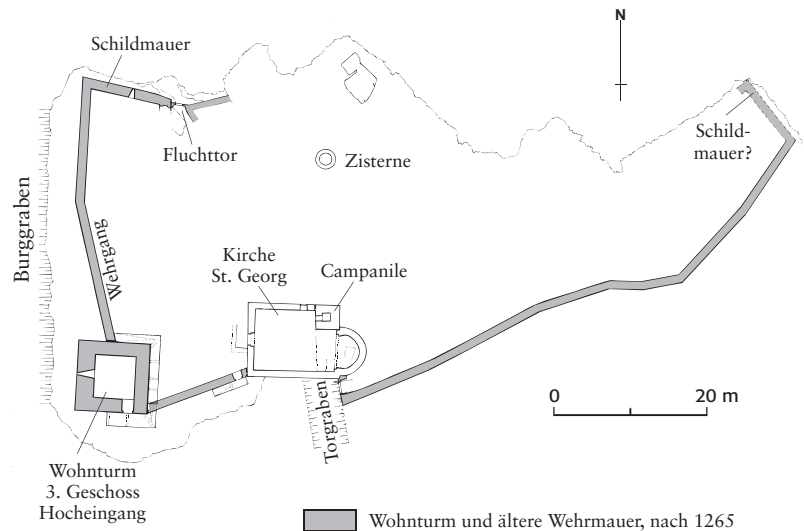 N
Schildmauer
Fluchttor
Zisterne
Schild-
mauer?
Burggraben
Wehrgang
Kirche
St. Georg
Campanile
Torgraben
0
20 m
Wohnturm
3. Geschoss
Hocheingang
Wohnturm und ältere Wehrmauer, nach 1265